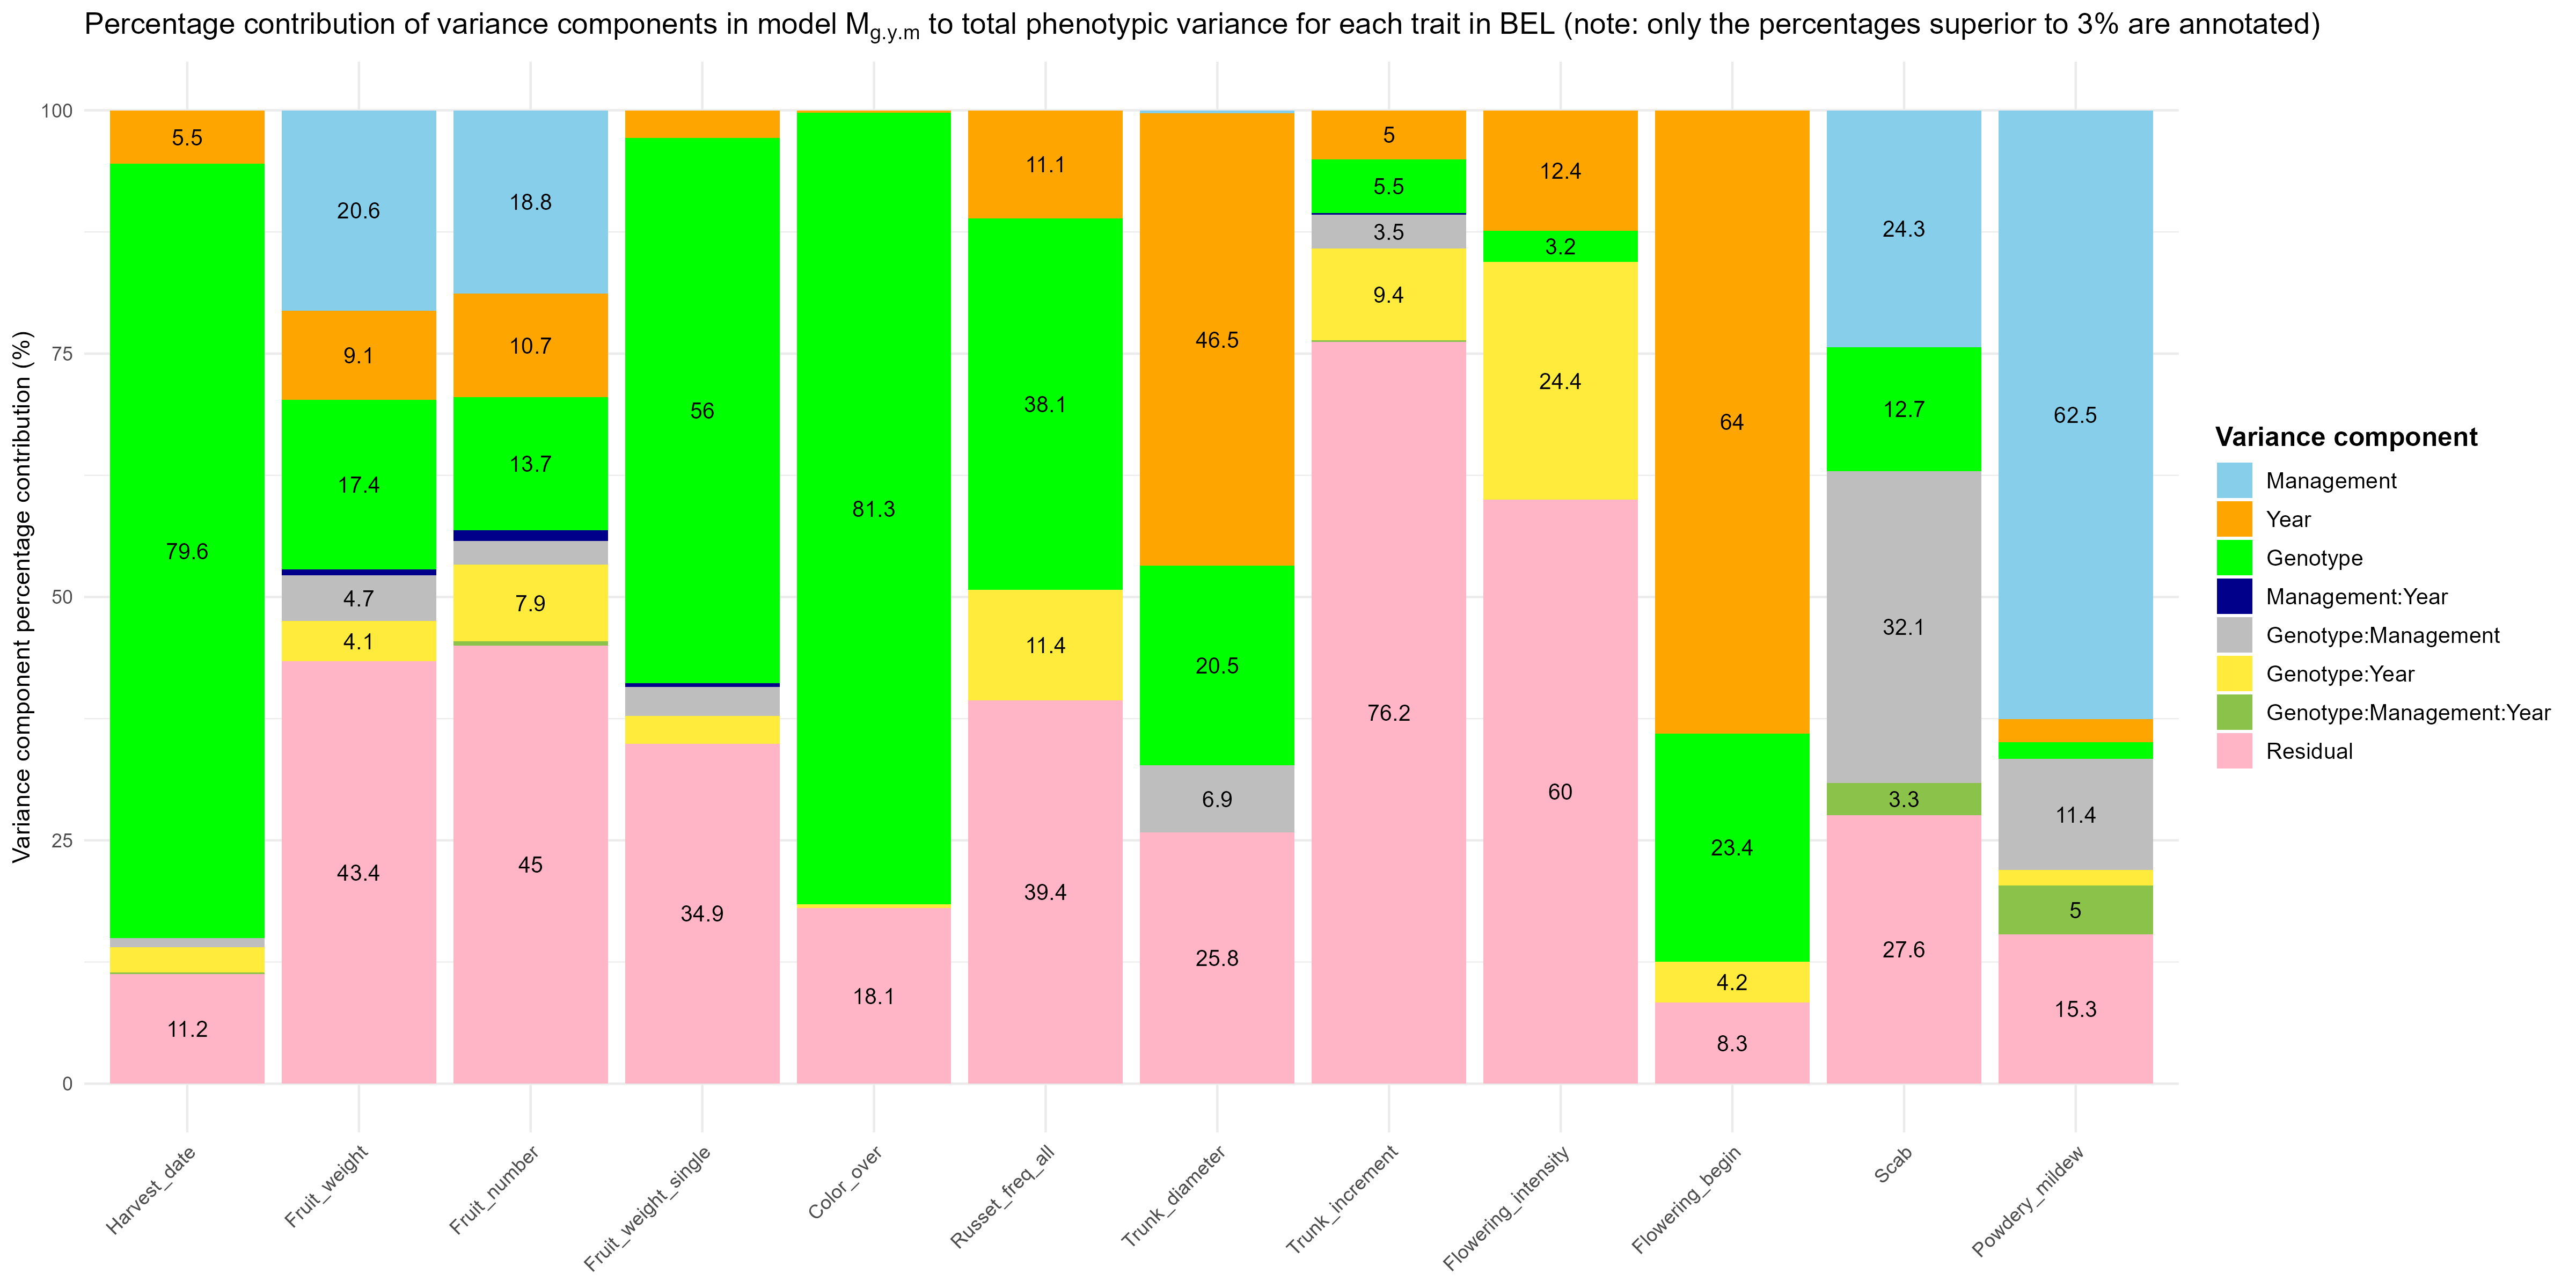 Percentage contribution of variance components in model Mg.y.m to total phenotypic variance for each trait in BEL (note: only the percentages superior to 3% are annotated)
Variance component percentage contribution (%)
100
75
50
25
0
5.5
79.6
11.2
20.6
9.1
17.4
4.7
4.1
43.4
18.8
10.7
13.7
7.9
45
56
34.9
81.3
18.1
11.1
38.1
11.4
39.4
46.5
20.5
6.9
25.8
5
5.5
3.5
9.4
76.2
12.4
3.2
24.4
60
64
23.4
4.2
8.3
24.3
12.7
32.1
3.3
27.6
62.5
11.4
5
15.3
Harvest_date
Fruit_weight
Fruit_number
Fruit_weight_single
Color_over
Russet_freq_all
Trunk_diameter
Trunk_increment
Flowering_intensity
Flowering_begin
Scab
Powdery_mildew
Variance component
Management
Year
Genotype
Management:Year
Genotype:Management
Genotype:Year
Genotype:Management:Year
Residual